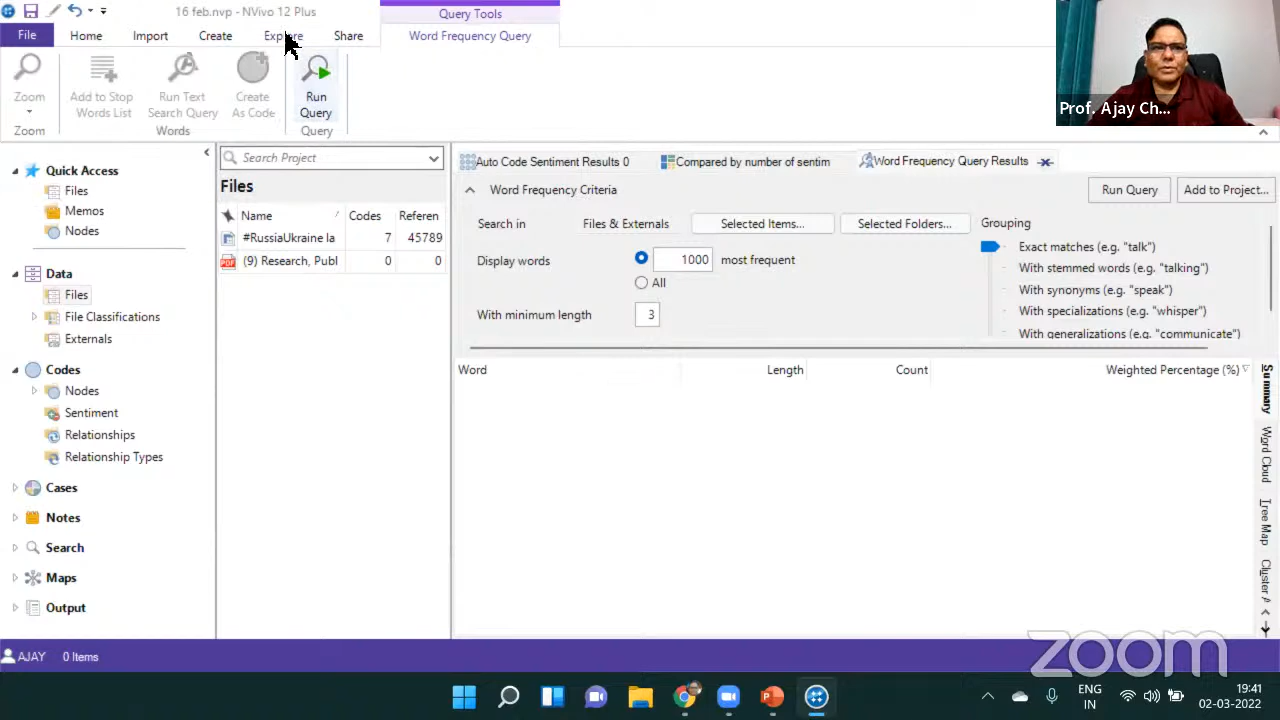 16 feb.nvp - NVivo 12 Plus
Query Tools
File
Home
Import
Create
Explore
Share
Word Frequency Query
Zoom
Add to Stop
Words List
Run Text
Search Query
Create
As Code
Run
Query
Zoom
Words
Query
Prof. Ajay Ch...
Quick Access
Files
Memos
Nodes
Data
Files
File Classifications
Externals
Codes
Nodes
Sentiment
Relationships
Relationship Types
Cases
Notes
Search
Maps
Output
Search Project
Files
Name Codes Referen
#RussiaUkraine la 7 45789
PDF (9) Research, Publ 0 0
Auto Code Sentiment Results 0
Compared by number of sentim
Word Frequency Query Results
Word Frequency Criteria
Run Query
Add to Project...
Search in Files & Externals Selected Items... Selected Folders...
Display words 1000 most frequent
All
With minimum length 3
Grouping
Exact matches (e.g. "talk")
With stemmed words (e.g. "talking")
With synonyms (e.g. "speak")
With specializations (e.g. "whisper")
With generalizations (e.g. "communicate")
Word Length Count Weighted Percentage (%)
Summary
Word Cloud
Tree Map
AJAY 0 Items
zoom
ENG
IN
19:41
02-03-2022